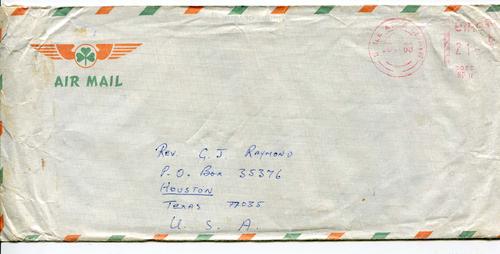 AIR MAIL
Rev. G. J. Raymond
P.O. Box 35376
Houston
Texas 77035
U. S. A.